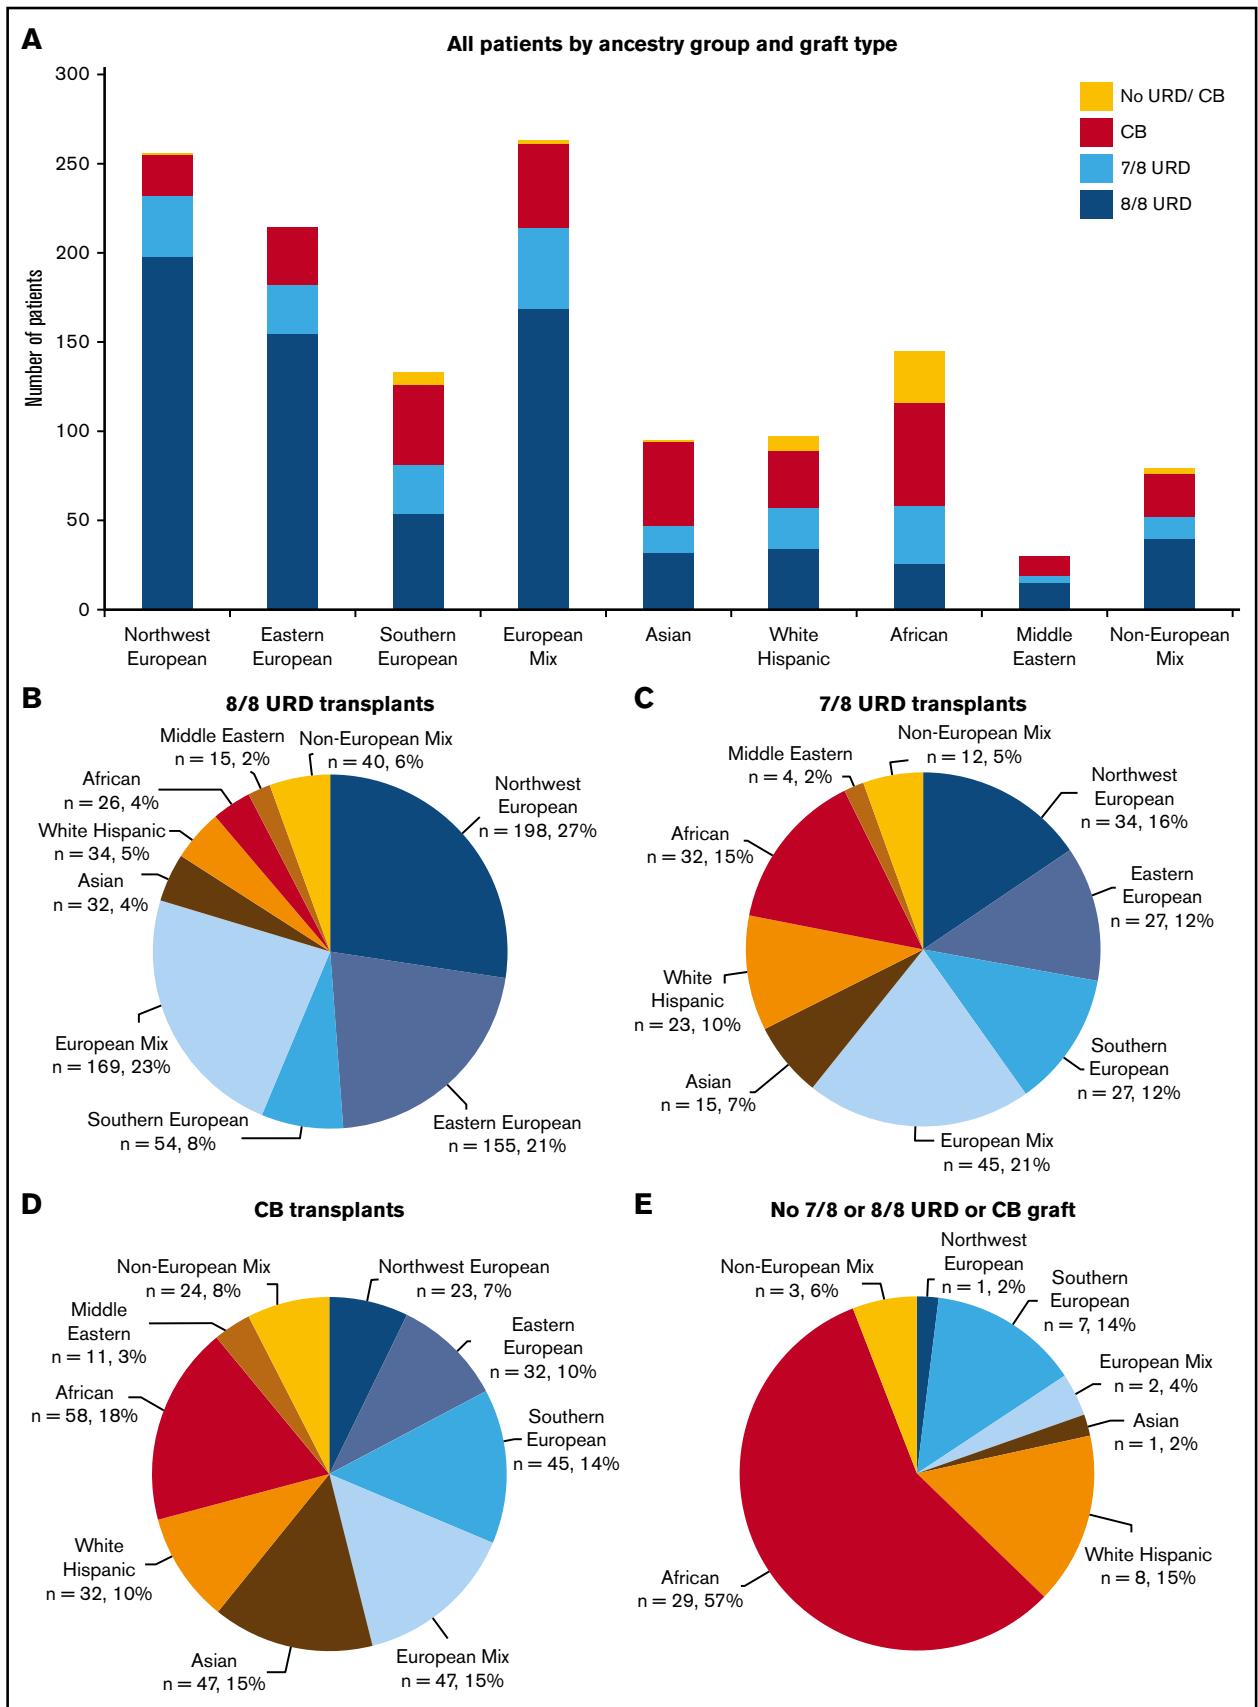 A
All patients by ancestry group and graft type
300
250
200
150
100
50
0
Number of patients
No URD/ CB
CB
7/8 URD
8/8 URD
Northwest
European
Eastern
European
Southern
European
European
Mix
Asian
White
Hispanic
African
Middle
Eastern
Non-European
Mix
B
8/8 URD transplants
Middle Eastern
n = 15, 2%
Non-European Mix
n = 40, 6%
African
n = 26, 4%
Northwest
European
n = 198, 27%
White Hispanic
n = 34, 5%
Asian
n = 32, 4%
European Mix
n = 169, 23%
Southern European
n = 54, 8%
Eastern European
n = 155, 21%
C
7/8 URD transplants
Non-European Mix
n = 12, 5%
Middle Eastern
n = 4, 2%
Northwest
European
n = 34, 16%
African
n = 32, 15%
Eastern
European
n = 27, 12%
White
Hispanic
n = 23, 10%
Southern
European
n = 27, 12%
Asian
n = 15, 7%
European Mix
n = 45, 21%
D
CB transplants
Non-European Mix
n = 24, 8%
Northwest European
n = 23, 7%
Middle
Eastern
n = 11, 3%
Eastern
European
n = 32, 10%
African
n = 58, 18%
Southern
European
n = 45, 14%
White
Hispanic
n = 32, 10%
Asian
n = 47, 15%
European Mix
n = 47, 15%
E
No 7/8 or 8/8 URD or CB graft
Northwest
European
n = 1, 2%
Non-European Mix
n = 3, 6%
Southern
European
n = 7, 14%
European Mix
n = 2, 4%
Asian
n = 1, 2%
White Hispanic
n = 8, 15%
African
n = 29, 57%